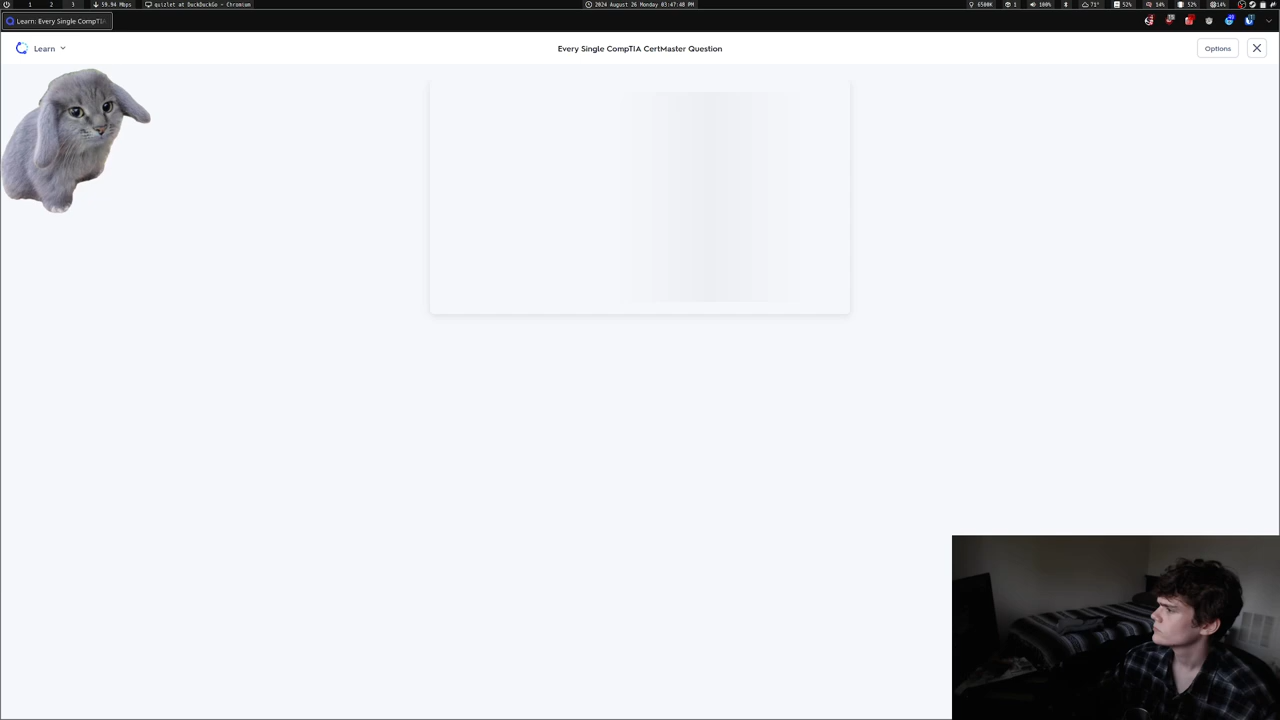 1 2 3 59.94 Mbps quizlet at DuckDuckGo - Chromium 2024 August 26 Monday 03:47:48 PM 6500K 1 100% 71° 52% 14% 52% 14%
Learn: Every Single CompTIA
Learn Every Single CompTIA CertMaster Question Options